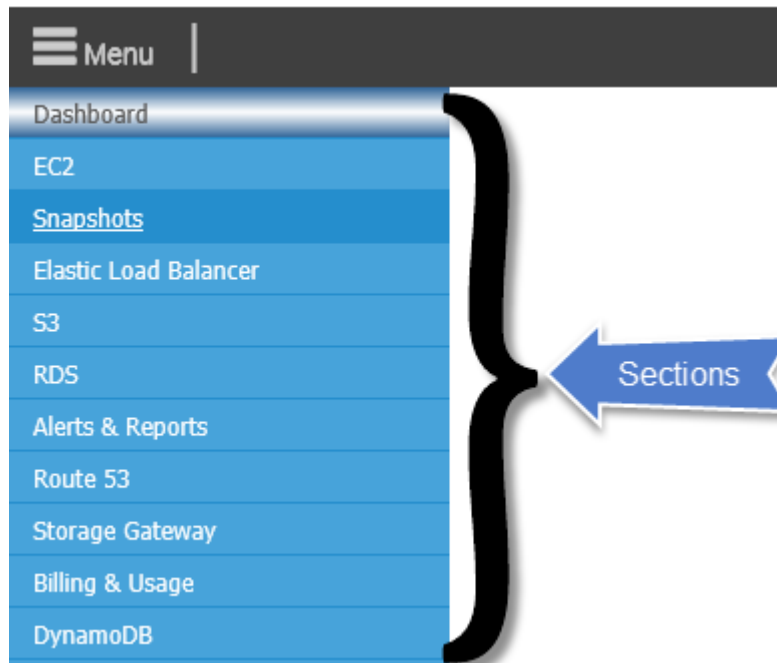 Menu
Dashboard
EC2
Snapshots
Elastic Load Balancer
S3
RDS
Sections
Alerts & Reports
Route 53
Storage Gateway
Billing & Usage
DynamoDB